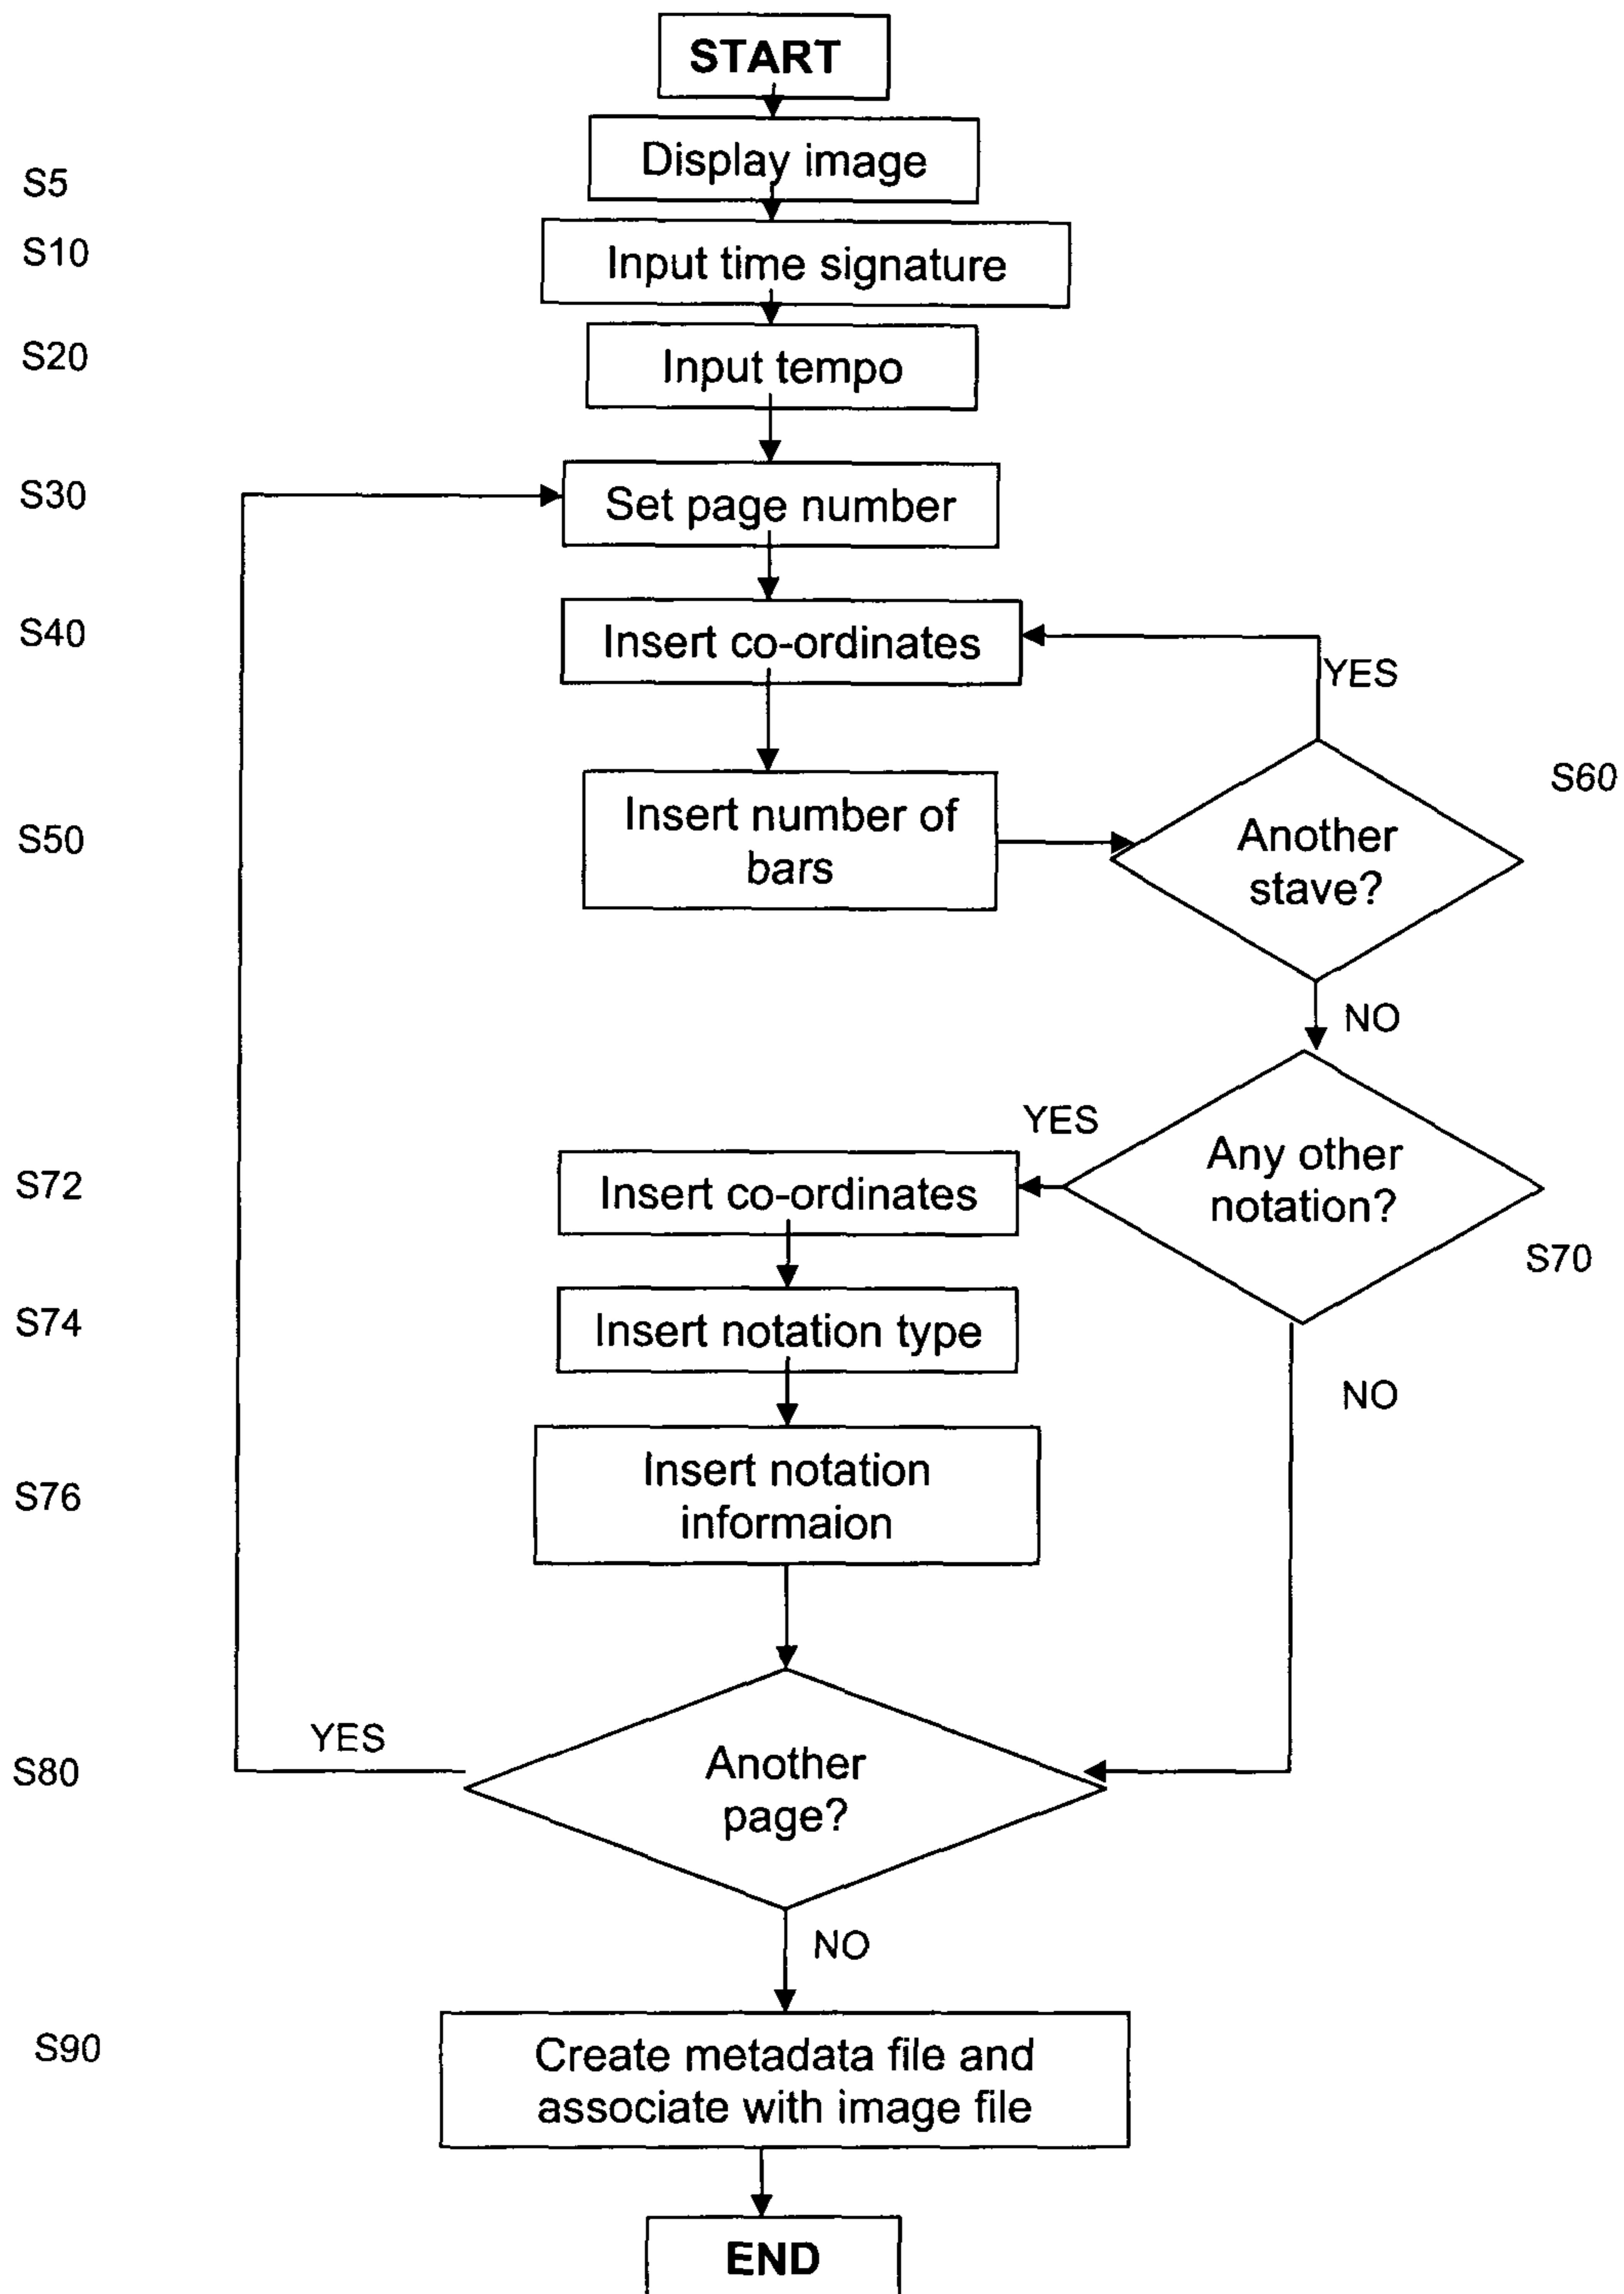 START
Display image
S5
S10
Input time signature
S20
Input tempo
S30
Set page number
S40
Insert co-ordinates
YES
S60
S50
Insert number of
bars
Another
stave?
NO
YES
Any other
notation?
S72
Insert co-ordinates
S70
S74
Insert notation type
NO
S76
Insert notation
informaion
YES
S80
Another
page?
NO
S90
Create metadata file and
associate with image file
END